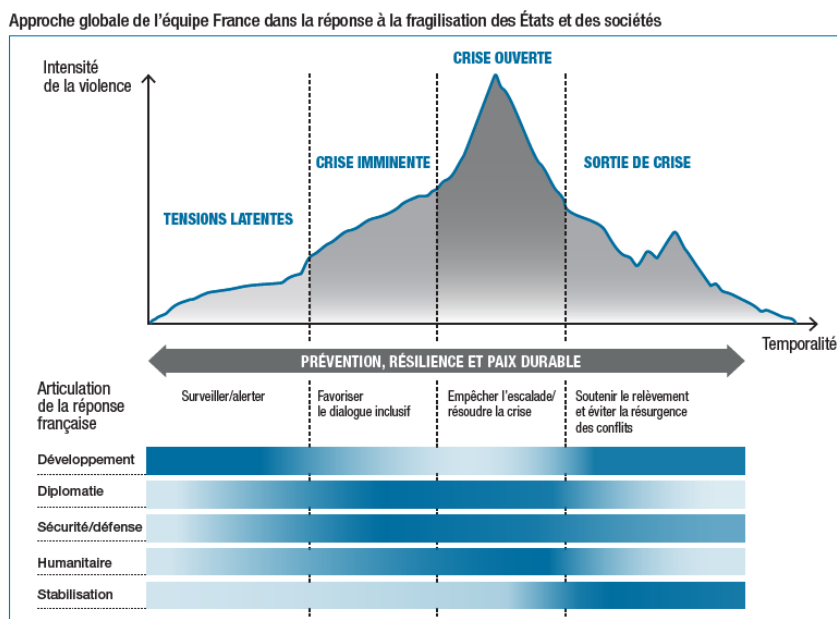 Approche globale de l'équipe France dans la réponse à la fragilisation des États et des sociétés
Intensité
de la violence
CRISE OUVERTE
CRISE IMMINENTE
SORTIE DE CRISE
TENSIONS LATENTES
Temporalité
PRÉVENTION, RÉSILIENCE ET PAIX DURABLE
Articulation
de la réponse
française
Surveiller/alerter
Favoriser
le dialogue inclusif
Empêcher l'escalade/
résoudre la crise
Soutenir le relèvement
et éviter la résurgence
des conflits
Développement
Diplomatie
Sécurité/défense
Humanitaire
Stabilisation